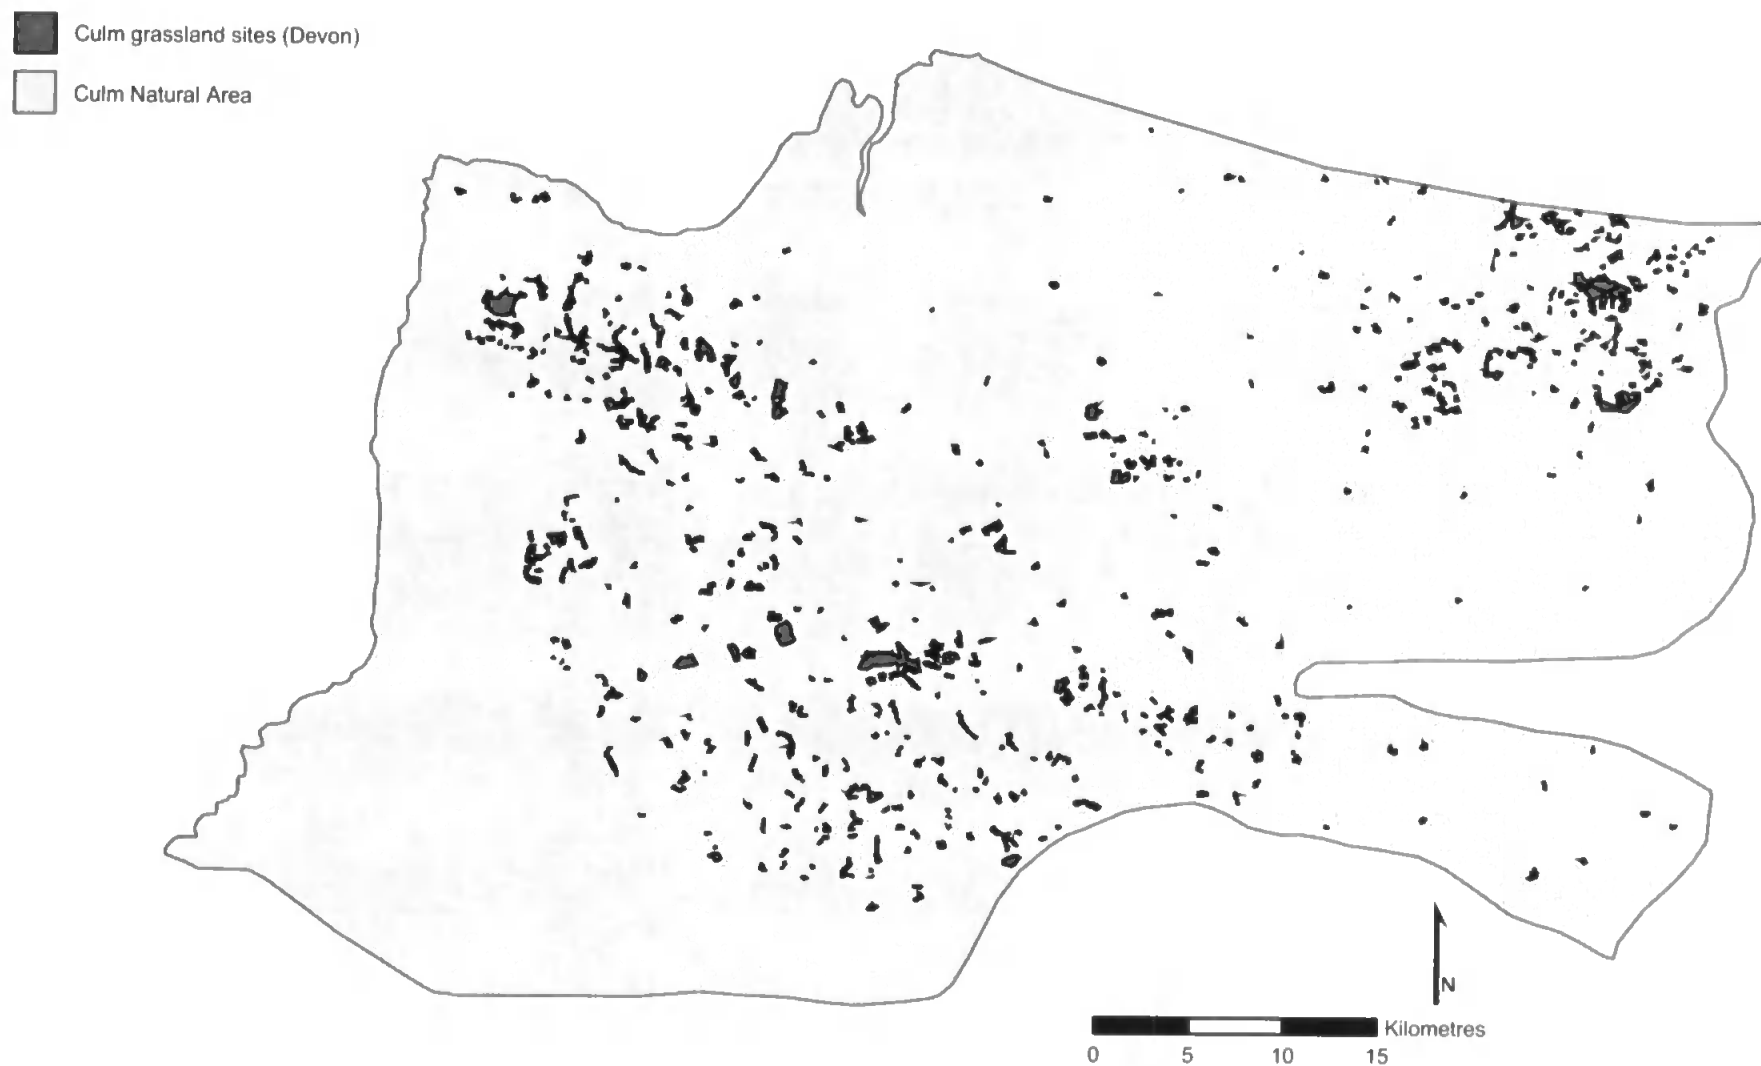 Culm grassland sites (Devon)
Culm Natural Area
N
Kilometres
0 5 10 15